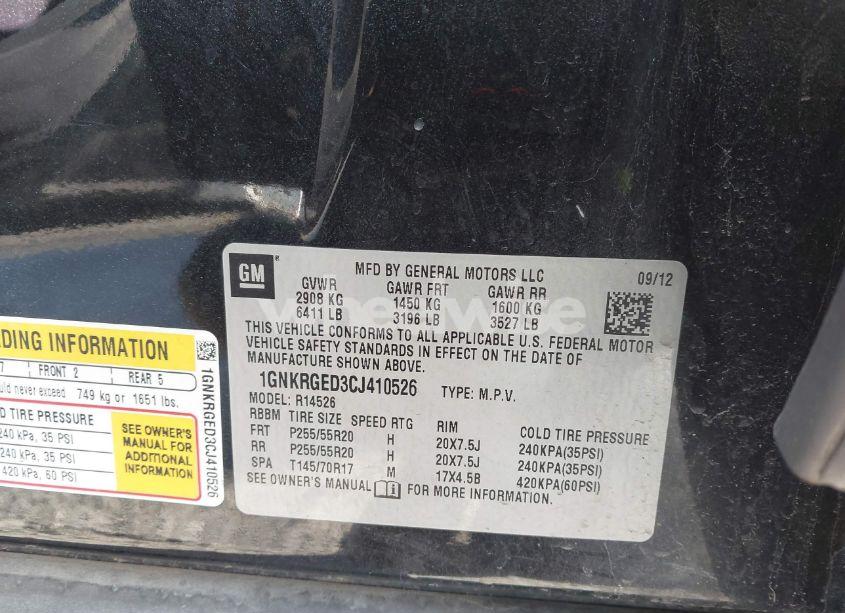 GM
MFD BY GENERAL MOTORS LLC
09/12
GVWR GAWR FRT GAWR RR
2908 KG 1450 KG 1600 KG
6411 LB 3196 LB 3527 LB
THIS VEHICLE CONFORMS TO ALL APPLICABLE U.S. FEDERAL MOTOR
VEHICLE SAFETY STANDARDS IN EFFECT ON THE DATE OF
MANUFACTURE SHOWN ABOVE.
1GNKRGED3CJ410526 TYPE: M.P.V.
MODEL: R14526
RBBM TIRE SIZE SPEED RTG RIM COLD TIRE PRESSURE
FRT P255/55R20 H 20X7.5J 240KPA(35PSI)
RR P255/55R20 H 20X7.5J 240KPA(35PSI)
SPA T145/70R17 M 17X4.5B 420KPA(60PSI)
SEE OWNER'S MANUAL FOR MORE INFORMATION.
DING INFORMATION
7 FRONT 2 REAR 5
never exceed 749 kg or 1651 lbs.
TIRE PRESSURE
240 kPa, 35 PSI
240 kPa, 35 PSI
420 kPa, 60 PSI
SEE OWNER'S
MANUAL FOR
ADDITIONAL
INFORMATION
1GNKRGED3CJ410526